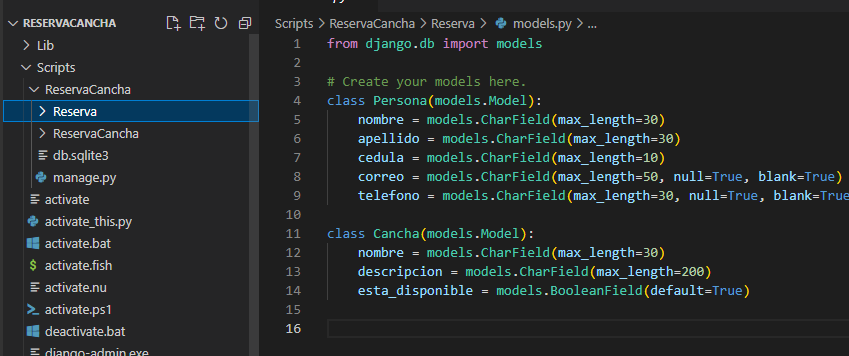 RESERVACANCHA
Lib
Scripts
ReservaCancha
Reserva
ReservaCancha
db.sqlite3
manage.py
activate
activate_this.py
activate.bat
activate.fish
activate.nu
activate.ps1
deactivate.bat
django-admin.exe
Scripts > ReservaCancha > Reserva > models.py > ...
1 from django.db import models
2
3 # Create your models here.
4 class Persona(models.Model):
5 nombre = models.CharField(max_length=30)
6 apellido = models.CharField(max_length=30)
7 cedula = models.CharField(max_length=10)
8 correo = models.CharField(max_length=50, null=True, blank=True)
9 telefono = models.CharField(max_length=30, null=True, blank=True
10
11 class Cancha(models.Model):
12 nombre = models.CharField(max_length=30)
13 descripcion = models.CharField(max_length=200)
14 esta_disponible = models.BooleanField(default=True)
15
16